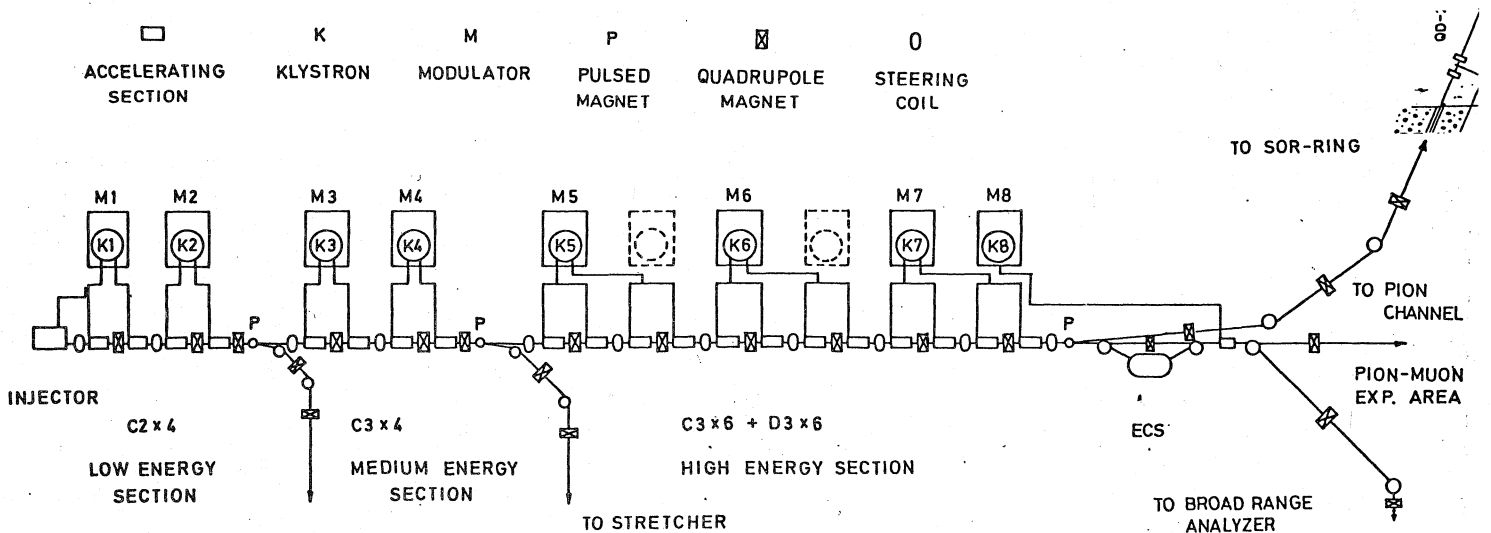 K M P 0
ACCELERATING SECTION
KLYSTRON
MODULATOR
PULSED MAGNET
QUADRUPOLE MAGNET
STEERING COIL
TO SOR-RING
M1 M2 M3 M4 M5 M6 M7 M8
K1 K2 K3 K4 K5 K6 K7 K8
TO PION
CHANNEL
P P P
INJECTOR
PION-MUON
EXP. AREA
C2 x 4
C3 x 4
C3 x 6 + D3 x 6
ECS
LOW ENERGY
SECTION
MEDIUM ENERGY
SECTION
HIGH ENERGY SECTION
TO STRETCHER
TO BROAD RANGE
ANALYZER